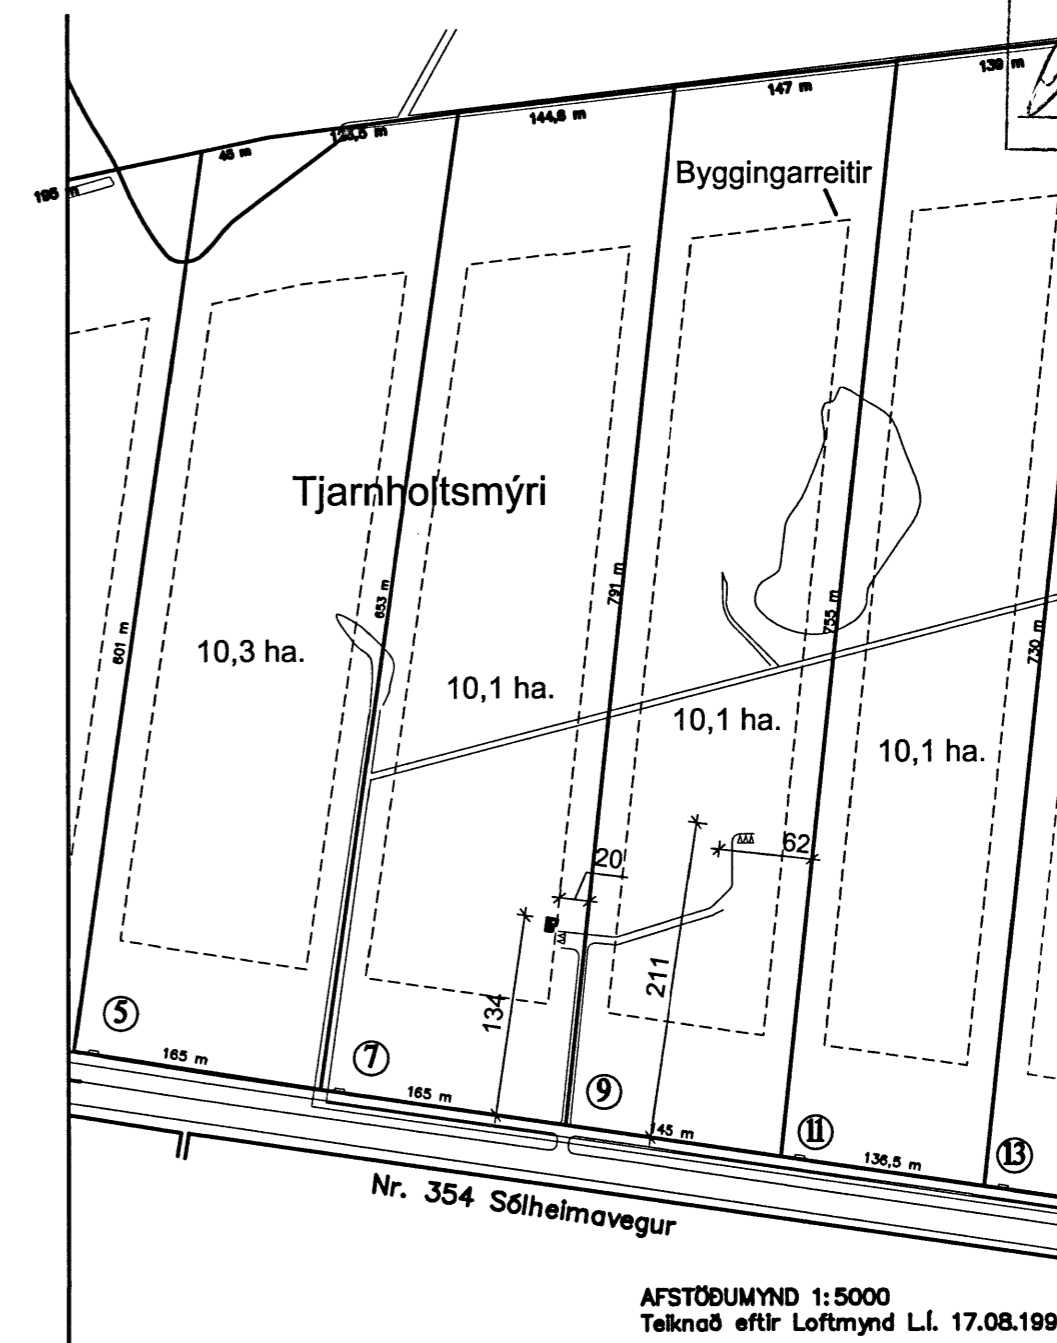 139 m
147 m
144,8 m
48 m
195 m
Byggingarreitir
Tjarnholtsmýri
601 m
653 m
791 m
755 m
730 m
10,3 ha.
10,1 ha.
10,1 ha.
10,1 ha.
62
20
134
211
5
7
9
11
13
165 m
165 m
145 m
136,5 m
Nr. 354 Sólheimavegur
AFSTÖÐUMYND 1:5000
Teiknað eftir Loftmynd L.Í. 17.08.199